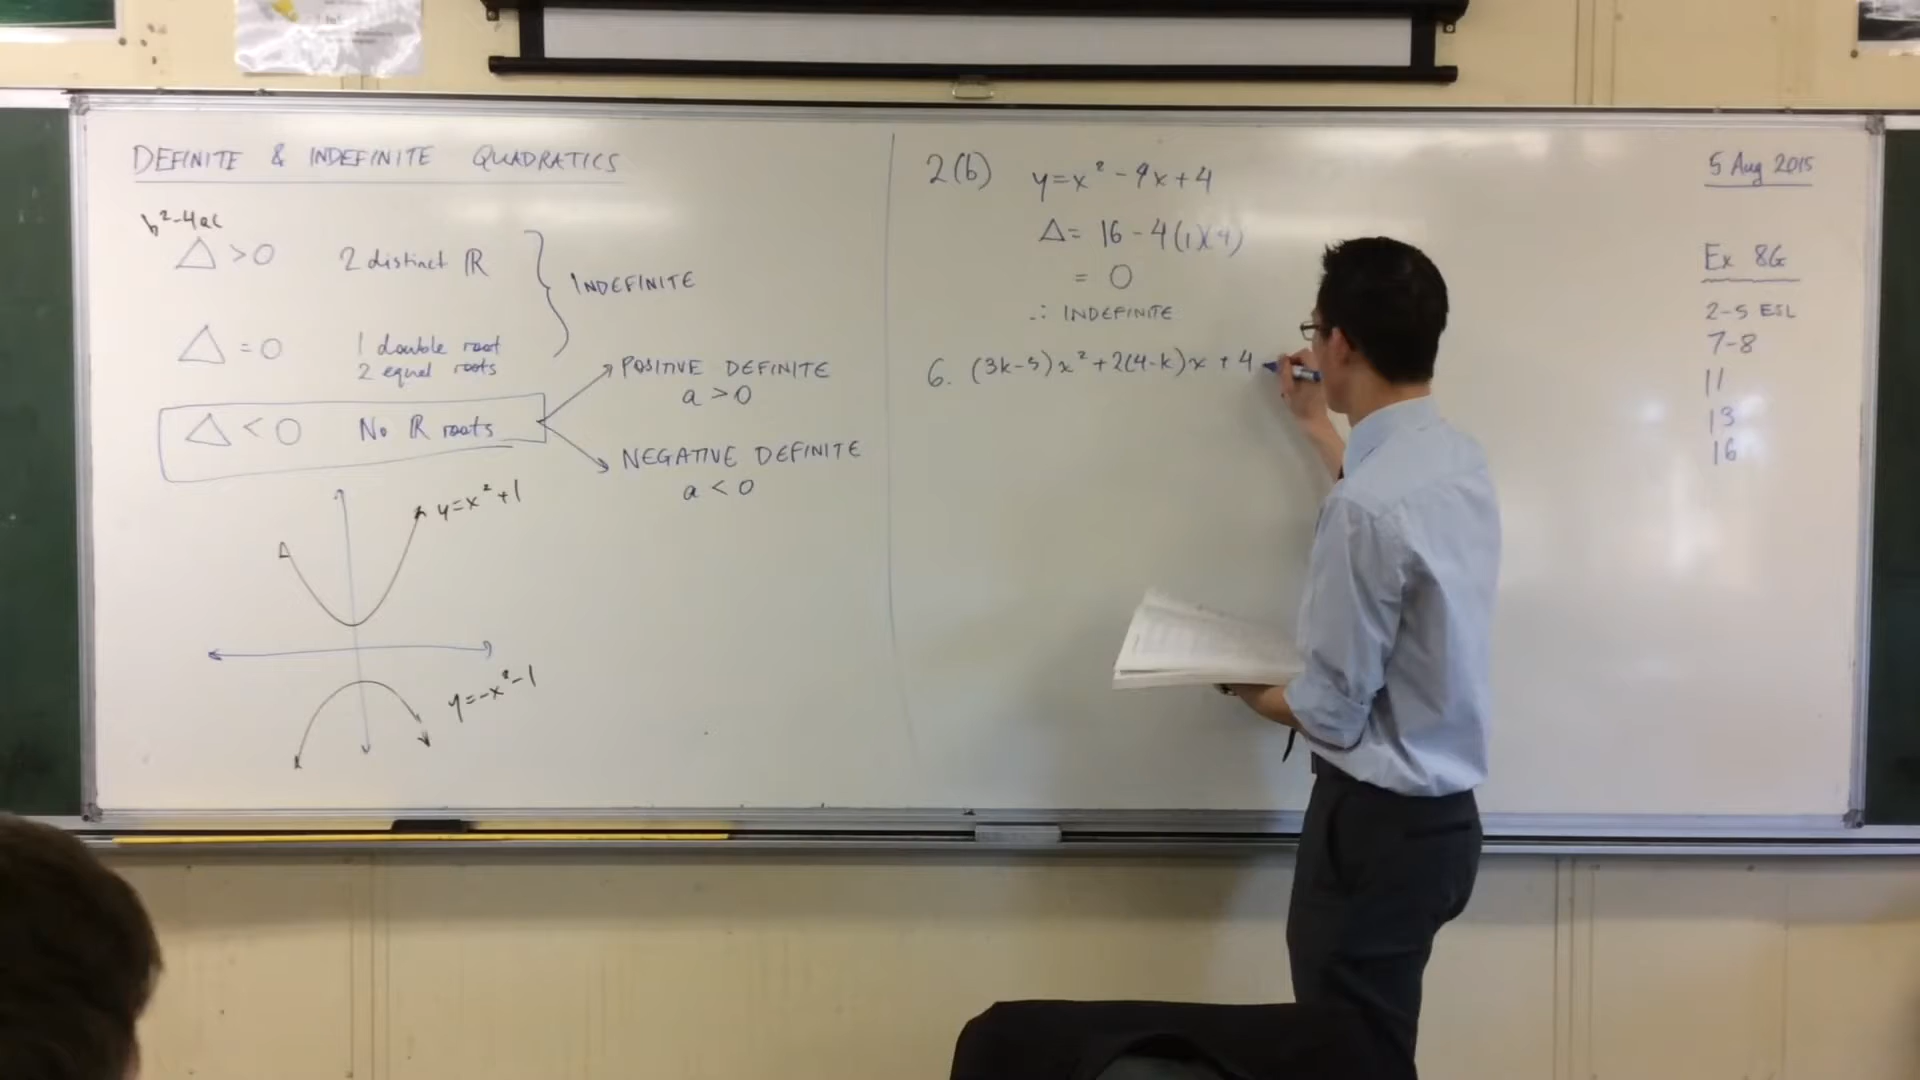 DEFINITE & INDEFINITE QUADRATICS
b²-4ac
△ > 0 2 distinct ℝ
INDEFINITE
△ = 0 1 double root
2 equal roots
△ < 0 No ℝ roots
POSITIVE DEFINITE
a > 0
NEGATIVE DEFINITE
a < 0
y=x²+1
y=-x²-1
2(b) y=x²-4x+4
△= 16-4(1)(4)
= 0
∴ INDEFINITE
6. (3k-5)x²+2(4-k)x+4
5 Aug 2015
Ex 8G
2-5 ESL
7-8
11
13
16